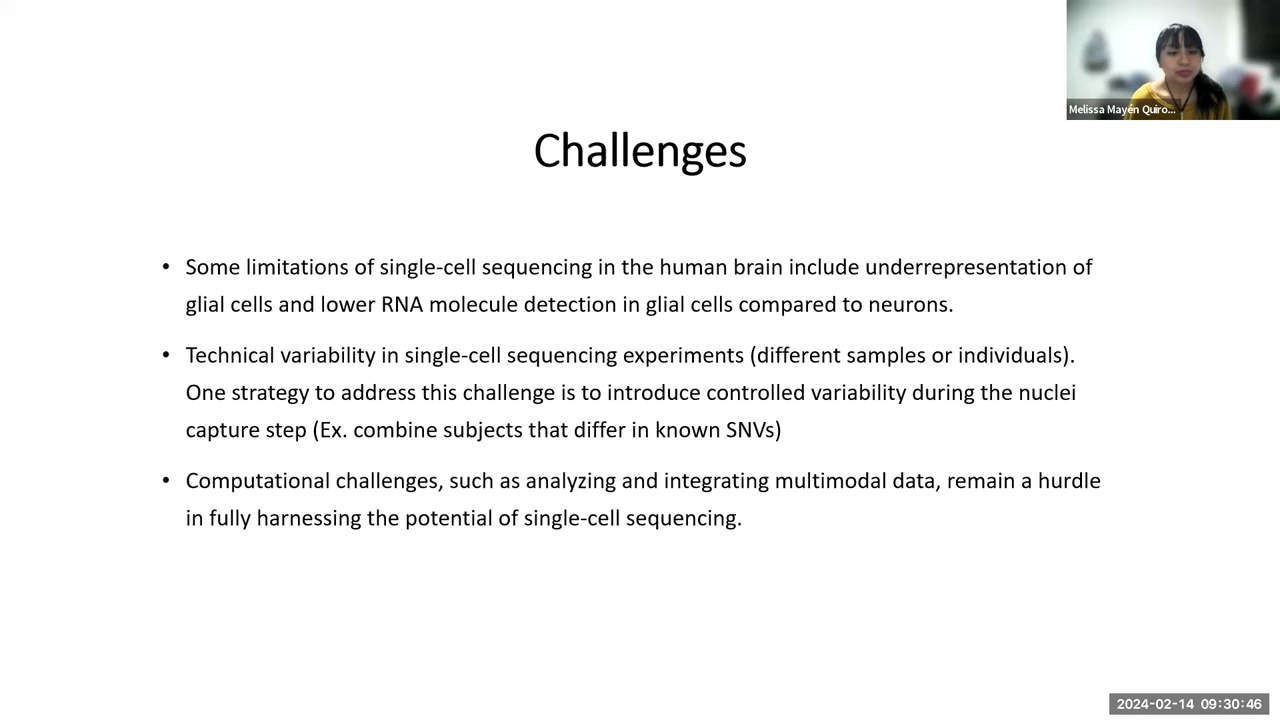 Melissa Mayén Quiro...
Challenges
• Some limitations of single-cell sequencing in the human brain include underrepresentation of
glial cells and lower RNA molecule detection in glial cells compared to neurons.
• Technical variability in single-cell sequencing experiments (different samples or individuals).
One strategy to address this challenge is to introduce controlled variability during the nuclei
capture step (Ex. combine subjects that differ in known SNVs)
• Computational challenges, such as analyzing and integrating multimodal data, remain a hurdle
in fully harnessing the potential of single-cell sequencing.
2024-02-14 09:30:46